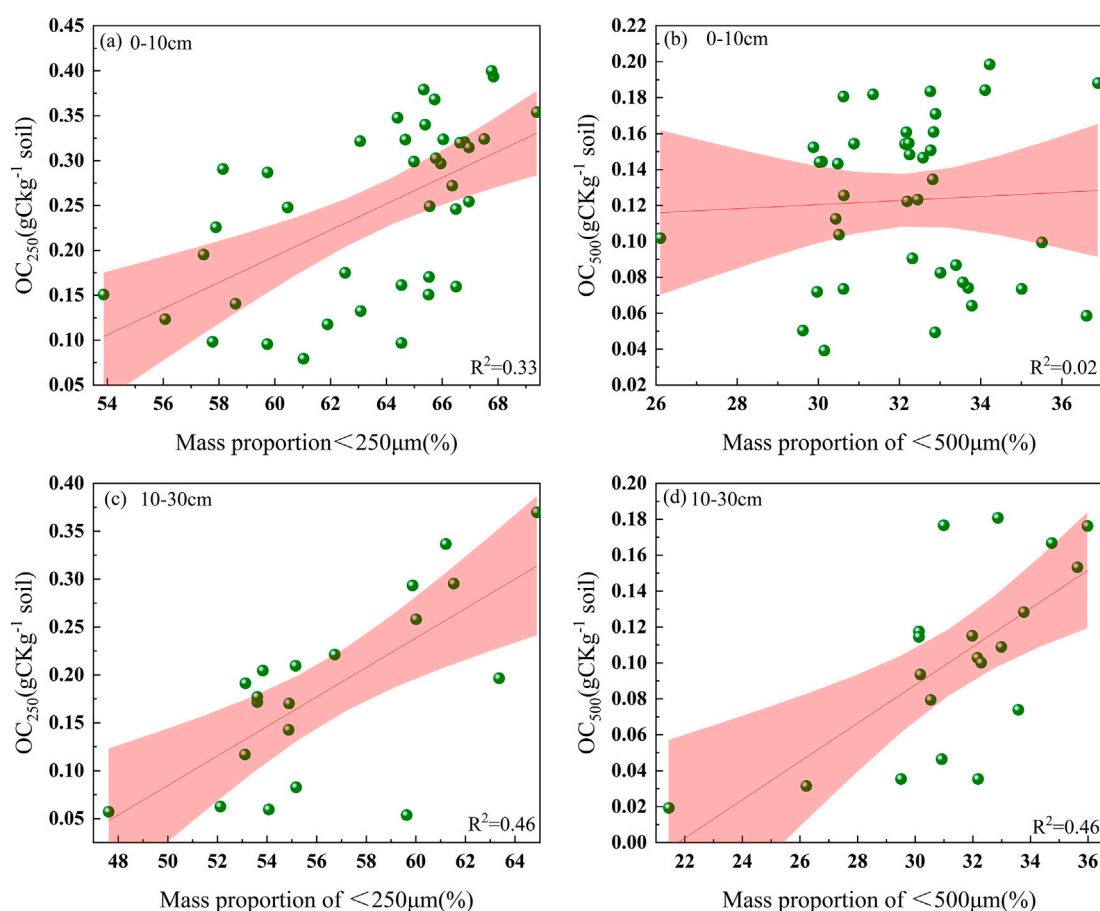 (a) 0-10cm
0.45
0.40
0.35
0.30
0.25
0.20
0.15
0.10
0.05
OC250(gCkg-1 soil)
R2=0.33
54 56 58 60 62 64 66 68
Mass proportion<250μm(%)
(b) 0-10cm
0.20
0.18
0.16
0.14
0.12
0.10
0.08
0.06
0.04
0.02
OC500(gCKg-1 soil)
R2=0.02
26 28 30 32 34 36
Mass proportion of <500μm(%)
(c) 10-30cm
0.40
0.35
0.30
0.25
0.20
0.15
0.10
0.05
OC250(gCKg-1 soil)
R2=0.46
48 50 52 54 56 58 60 62 64
Mass proportion of <250μm(%)
(d) 10-30cm
0.20
0.18
0.16
0.14
0.12
0.10
0.08
0.06
0.04
0.02
0.00
OC500(gCKg-1 soil)
R2=0.46
22 24 26 28 30 32 34 36
Mass proportion of <500μm(%)